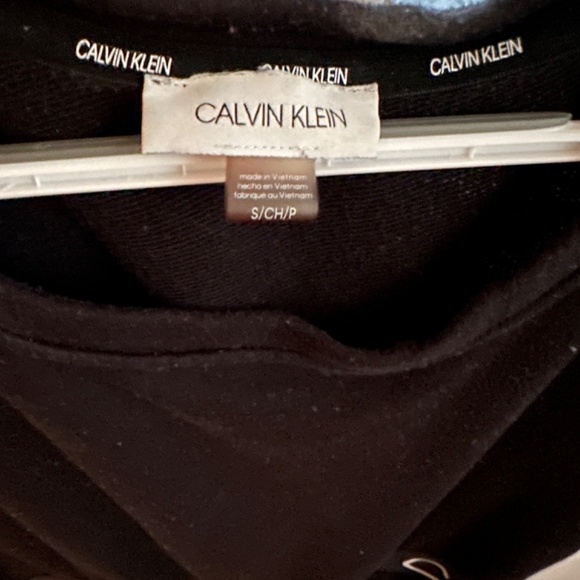 CALVIN KLEIN
CALVIN KLEIN
CALVIN KLEIN
CALVIN KLEIN
made in Vietnam
hecho en Vietnam
fabriqué au Vietnam
S/CH/P